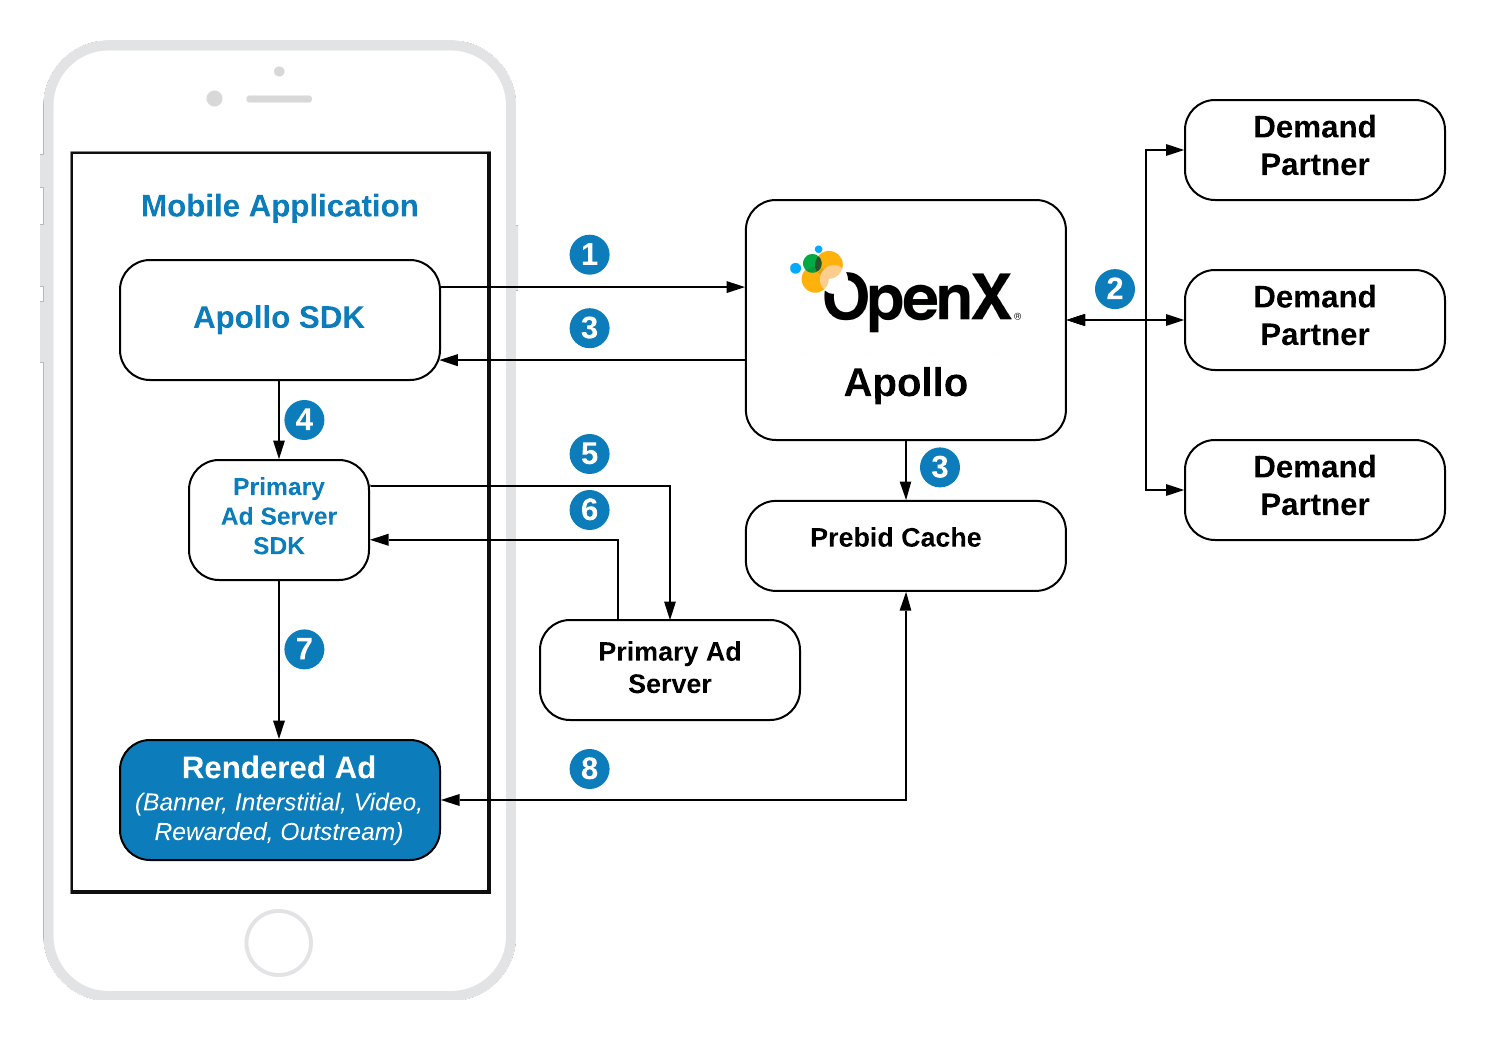 Mobile Application
Apollo SDK
1
3
4
Primary
Ad Server
SDK
5
6
7
Rendered Ad
(Banner, Interstitial, Video,
Rewarded, Outstream)
8
OpenX®
Apollo
3
Prebid Cache
Primary Ad
Server
2
Demand
Partner
Demand
Partner
Demand
Partner